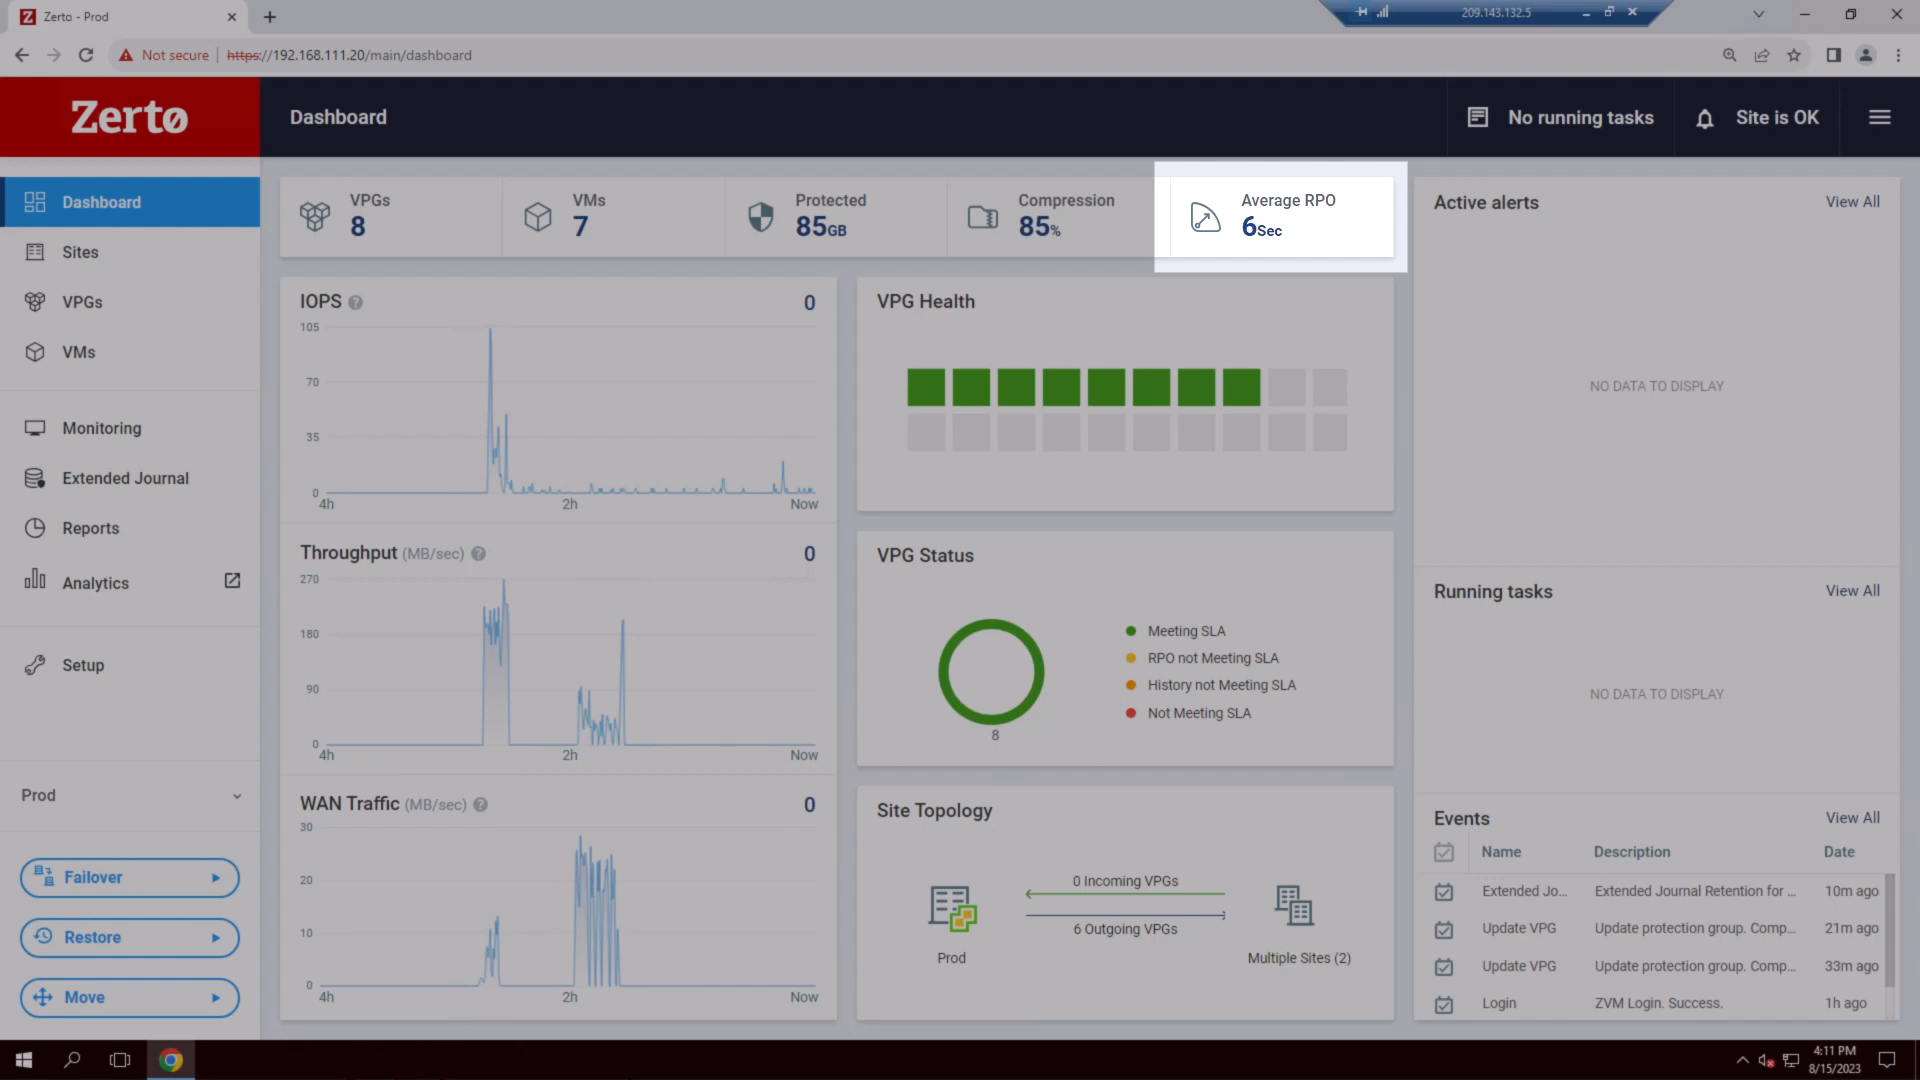 Zerto - Prod
209.143.132.5
Not secure
https://192.168.111.20/main/dashboard
Zertø
Dashboard
No running tasks
Site is OK
Dashboard
Sites
VPGs
VMs
Monitoring
Extended Journal
Reports
Analytics
Setup
Prod
Failover
Restore
Move
VPGs
8
VMs
7
Protected
85GB
Compression
85%
Average RPO
6Sec
IOPS
0
105
70
35
0
4h
2h
Now
Throughput (MB/sec)
0
270
180
90
0
4h
2h
Now
WAN Traffic (MB/sec)
0
30
20
10
0
4h
2h
Now
VPG Health
VPG Status
8
Meeting SLA
RPO not Meeting SLA
History not Meeting SLA
Not Meeting SLA
Site Topology
0 Incoming VPGs
6 Outgoing VPGs
Prod
Multiple Sites (2)
Active alerts
View All
NO DATA TO DISPLAY
Running tasks
View All
NO DATA TO DISPLAY
Events
View All
Name Description Date
Extended Jo... Extended Journal Retention for ... 10m ago
Update VPG Update protection group. Comp... 21m ago
Update VPG Update protection group. Comp... 33m ago
Login ZVM Login. Success. 1h ago
4:11 PM
8/15/2023